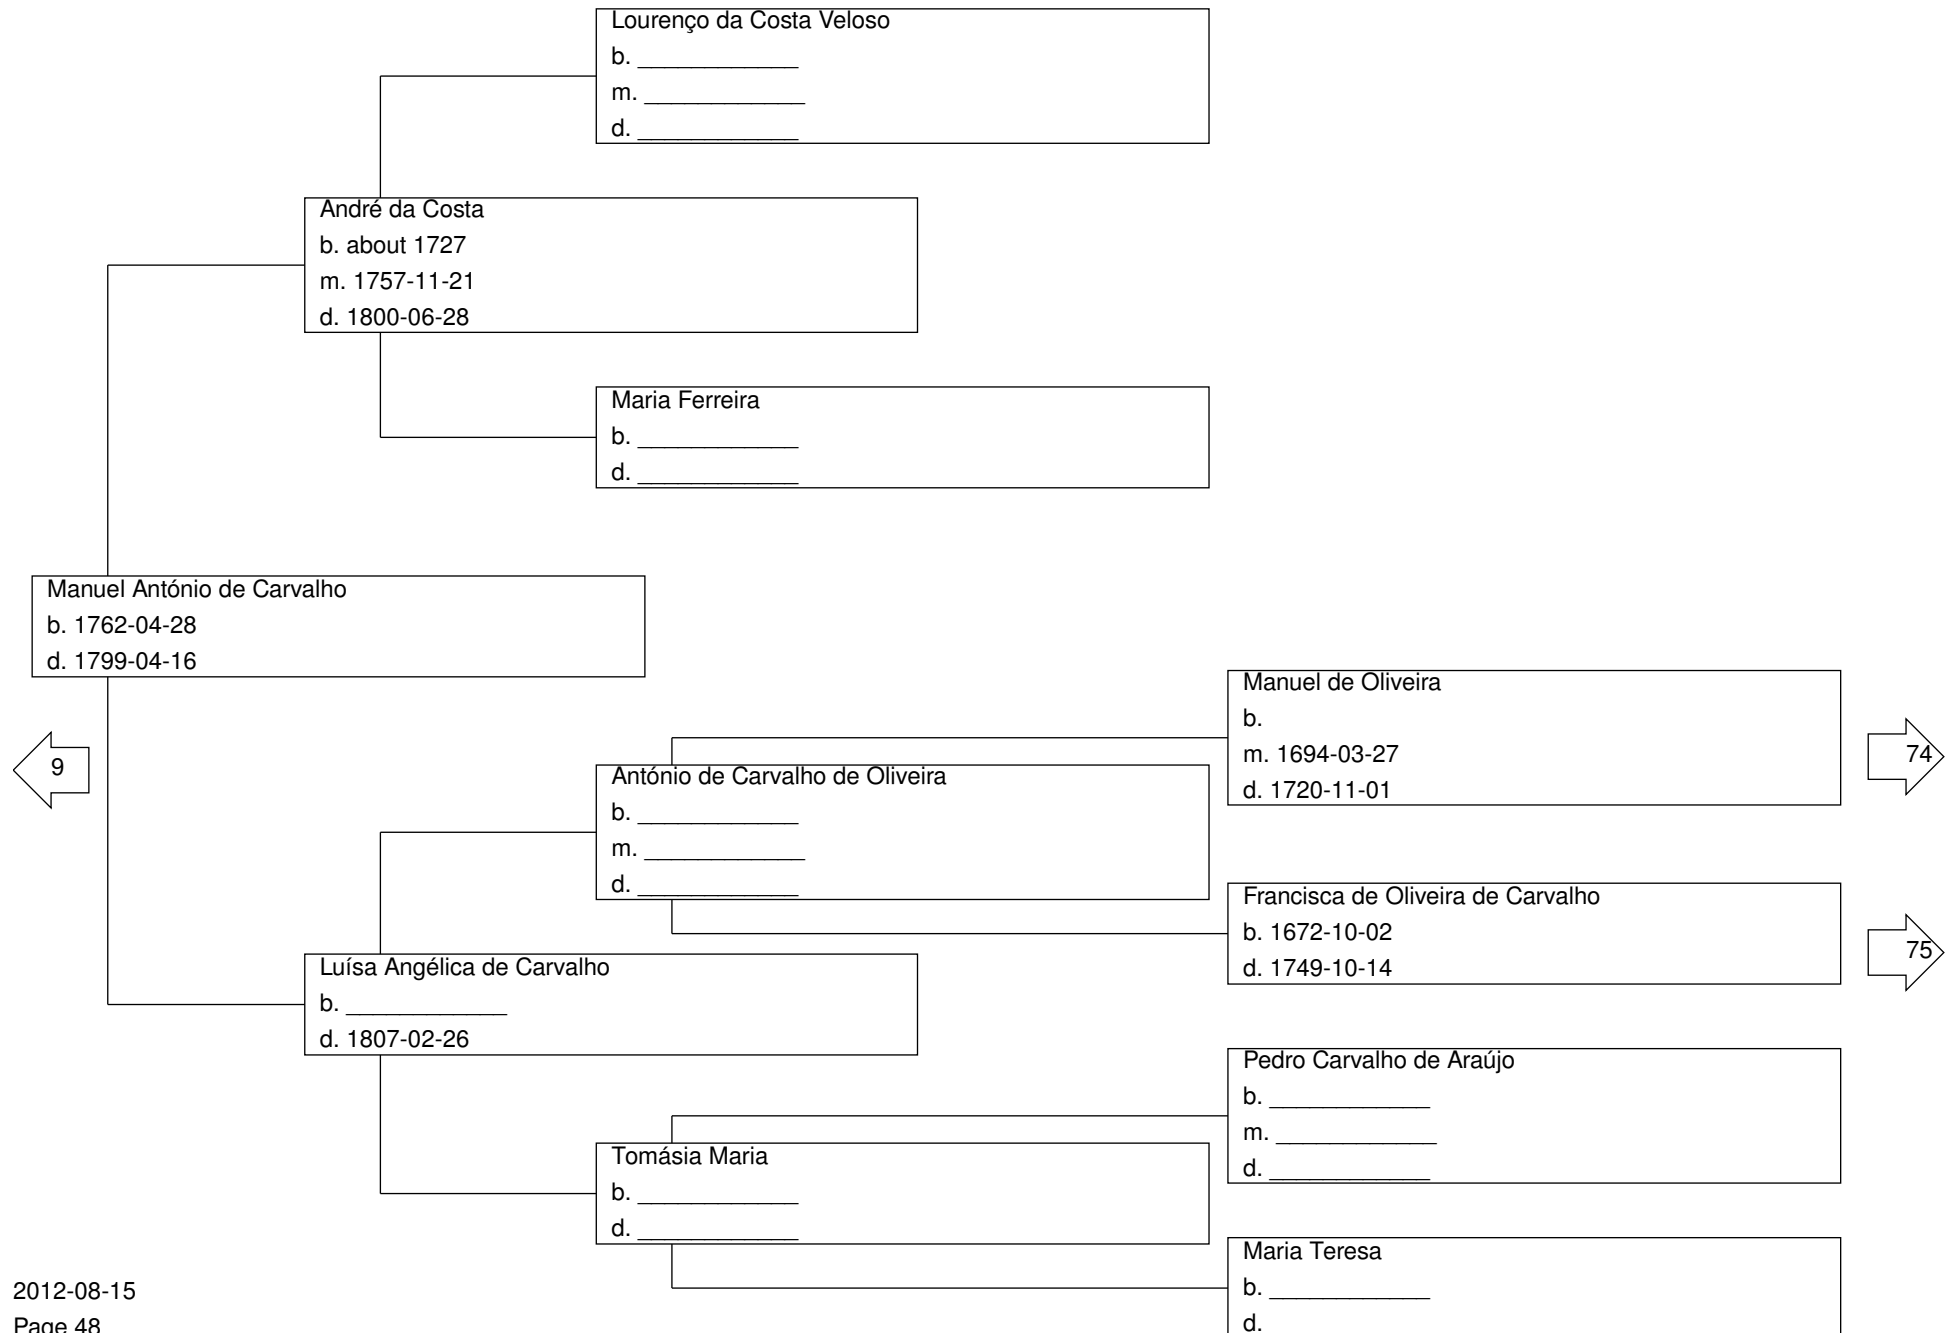 Lourenço da Costa Veloso
b. ____________
m. ____________
d. ____________
André da Costa
b. about 1727
m. 1757-11-21
d. 1800-06-28
Maria Ferreira
b. ____________
d. ____________
Manuel António de Carvalho
b. 1762-04-28
d. 1799-04-16
9
Manuel de Oliveira
b.
m. 1694-03-27
d. 1720-11-01
74
António de Carvalho de Oliveira
b. ____________
m. ____________
d. ____________
Francisca de Oliveira de Carvalho
b. 1672-10-02
d. 1749-10-14
75
Luísa Angélica de Carvalho
b. ____________
d. 1807-02-26
Pedro Carvalho de Araújo
b. ____________
m. ____________
d. ____________
Tomásia Maria
b. ____________
d. ____________
Maria Teresa
b. ____________
d.
2012-08-15
Page 48